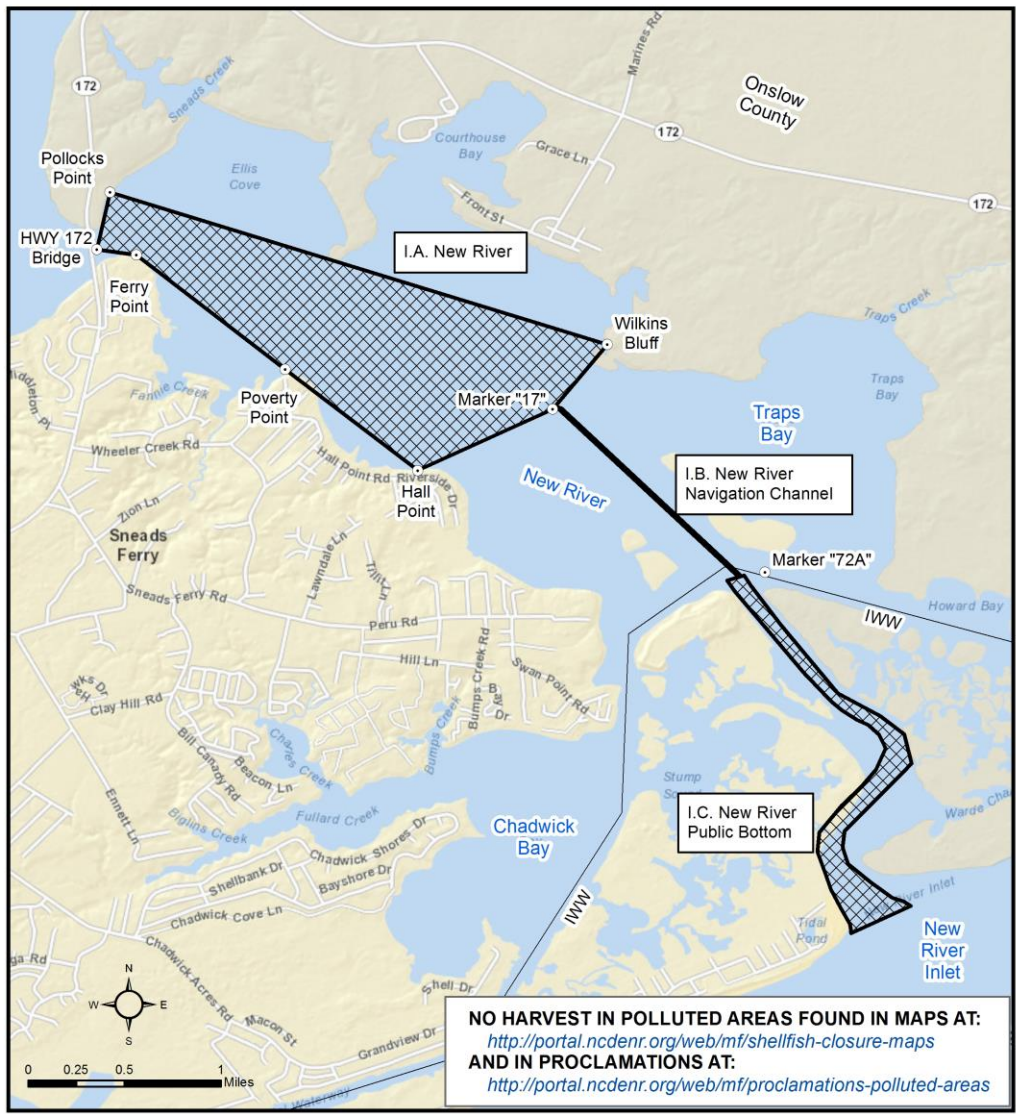 Marines Rd
Onslow
County
172
Sneads Creek
Courthouse
Bay
172
Grace Ln
Pollocks
Point
Ellis
Cove
Front St
172
HWY 172
Bridge
I.A. New River
Ferry
Point
Traps Creek
Wilkins
Bluff
Fannie Creek
Poverty
Point
Marker "17"
Traps
Bay
Traps
Bay
Wheeler Creek Rd
Hall Point Rd
Riverside Dr
Hall
Point
New River
I.B. New River
Navigation Channel
Zion Ln
Sneads
Ferry
Lawndale Ln
Marker "72A"
Sneads Ferry Rd
Peru Rd
Howard Bay
IWW
Hill Ln
Bumps Creek Rd
Swan Point Rd
Bay
Dr
Clay Hill Rd
Bill Canady Rd
Charles Creek
Bumps Creek
Beacon Ln
Stump
Ennett Ln
Biglins Creek
Fullard Creek
I.C. New River
Public Bottom
Chadwick
Bay
Chadwick Shores Dr
Shellbank Dr
Bayshore Dr
Chadwick Cove Ln
IWW
River Inlet
Tidal
Pond
New
River
Inlet
Chadwick Acres Rd
N
W
E
S
Shell Dr
Macon St
Grandview Dr
0 0.25 0.5 1
Miles
Waterway
NO HARVEST IN POLLUTED AREAS FOUND IN MAPS AT:
http://portal.ncdenr.org/web/mf/shellfish-closure-maps
AND IN PROCLAMATIONS AT:
http://portal.ncdenr.org/web/mf/proclamations-polluted-areas